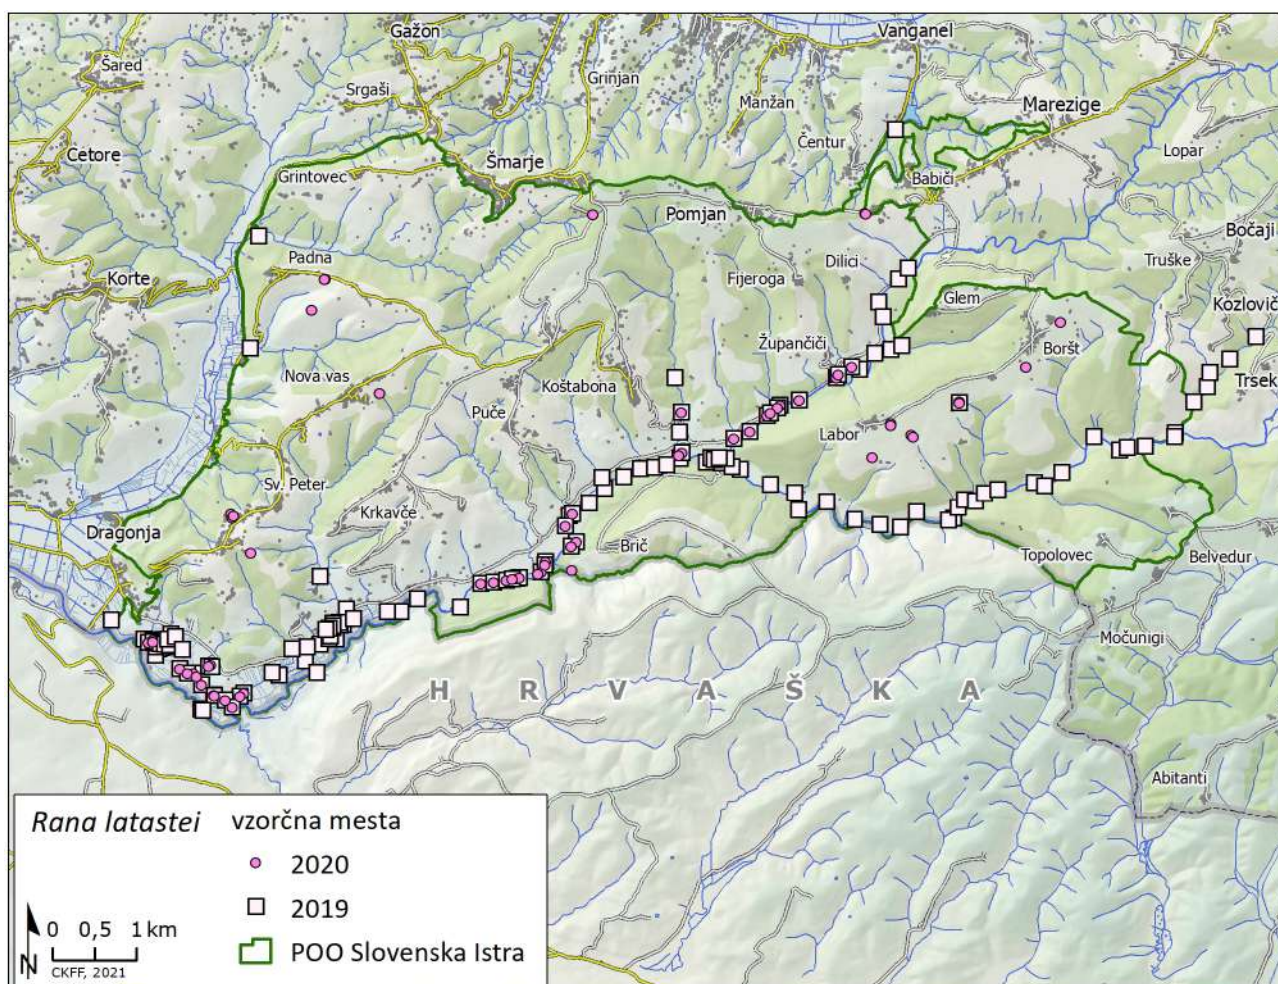 Gažon
Vanganel
Šared
Grinjan
Srgaši
Manžan
Marezige
Čentur
Cetore
Šmarje
Lopar
Grintovec
Babiči
Pomjan
Bočaji
Padna
Dilici
Truške
Korte
Fijeroga
Glem
Kozlovič
Župančiči
Boršt
Nova vas
Koštabona
Trsek
Puče
Labor
Sv. Peter
Krkavče
Dragonja
Brič
Topolovec
Belvedur
Močunigi
H R V A Š K A
Abitanti
Rana latastei vzorčna mesta
2020
2019
POO Slovenska Istra
0 0,5 1 km
N
CKFF, 2021